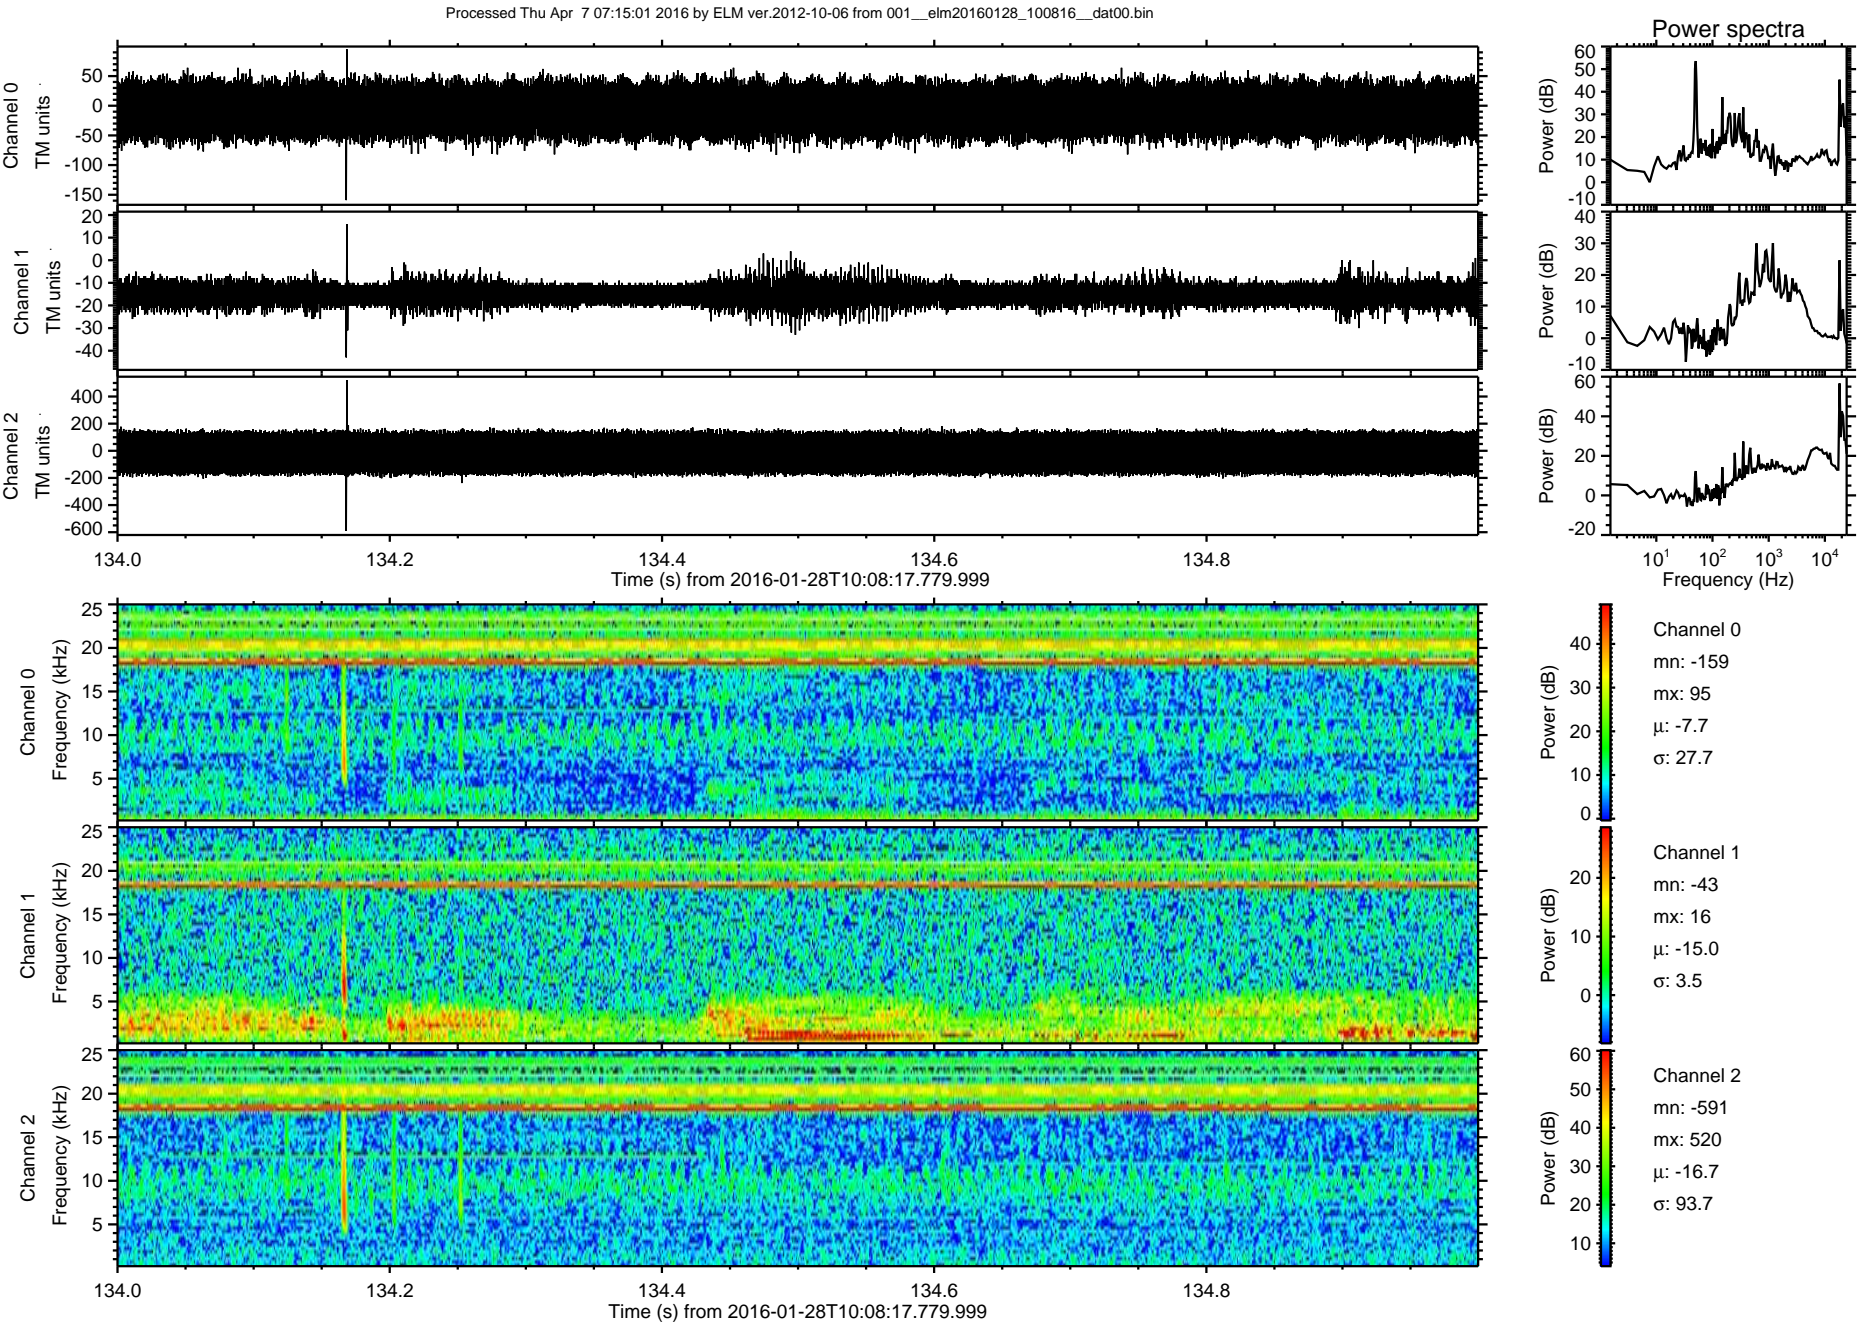 Processed Thu Apr  7 07:15:01 2016 by ELM ver.2012-10-06 from 001__elm20160128_100816__dat00.bin
Power spectra
Channel 0
TM units
50
0
-50
-100
-150
Power (dB)
60
50
40
30
20
10
0
-10
Channel 1
TM units
20
10
0
-10
-20
-30
-40
Power (dB)
40
30
20
10
0
-10
Channel 2
TM units
400
200
0
-200
-400
-600
Power (dB)
60
40
20
0
-20
134.0
134.2
134.4
134.6
134.8
Time (s) from 2016-01-28T10:08:17.779.999
10¹
10²
10³
10⁴
Frequency (Hz)
Channel 0
Frequency (kHz)
25
20
15
10
5
Power (dB)
40
30
20
10
0
Channel 0
mn: -159
mx: 95
μ: -7.7
σ: 27.7
Channel 1
Frequency (kHz)
25
20
15
10
5
Power (dB)
20
10
0
Channel 1
mn: -43
mx: 16
μ: -15.0
σ: 3.5
Channel 2
Frequency (kHz)
25
20
15
10
5
Power (dB)
60
50
40
30
20
10
Channel 2
mn: -591
mx: 520
μ: -16.7
σ: 93.7
134.0
134.2
134.4
134.6
134.8
Time (s) from 2016-01-28T10:08:17.779.999